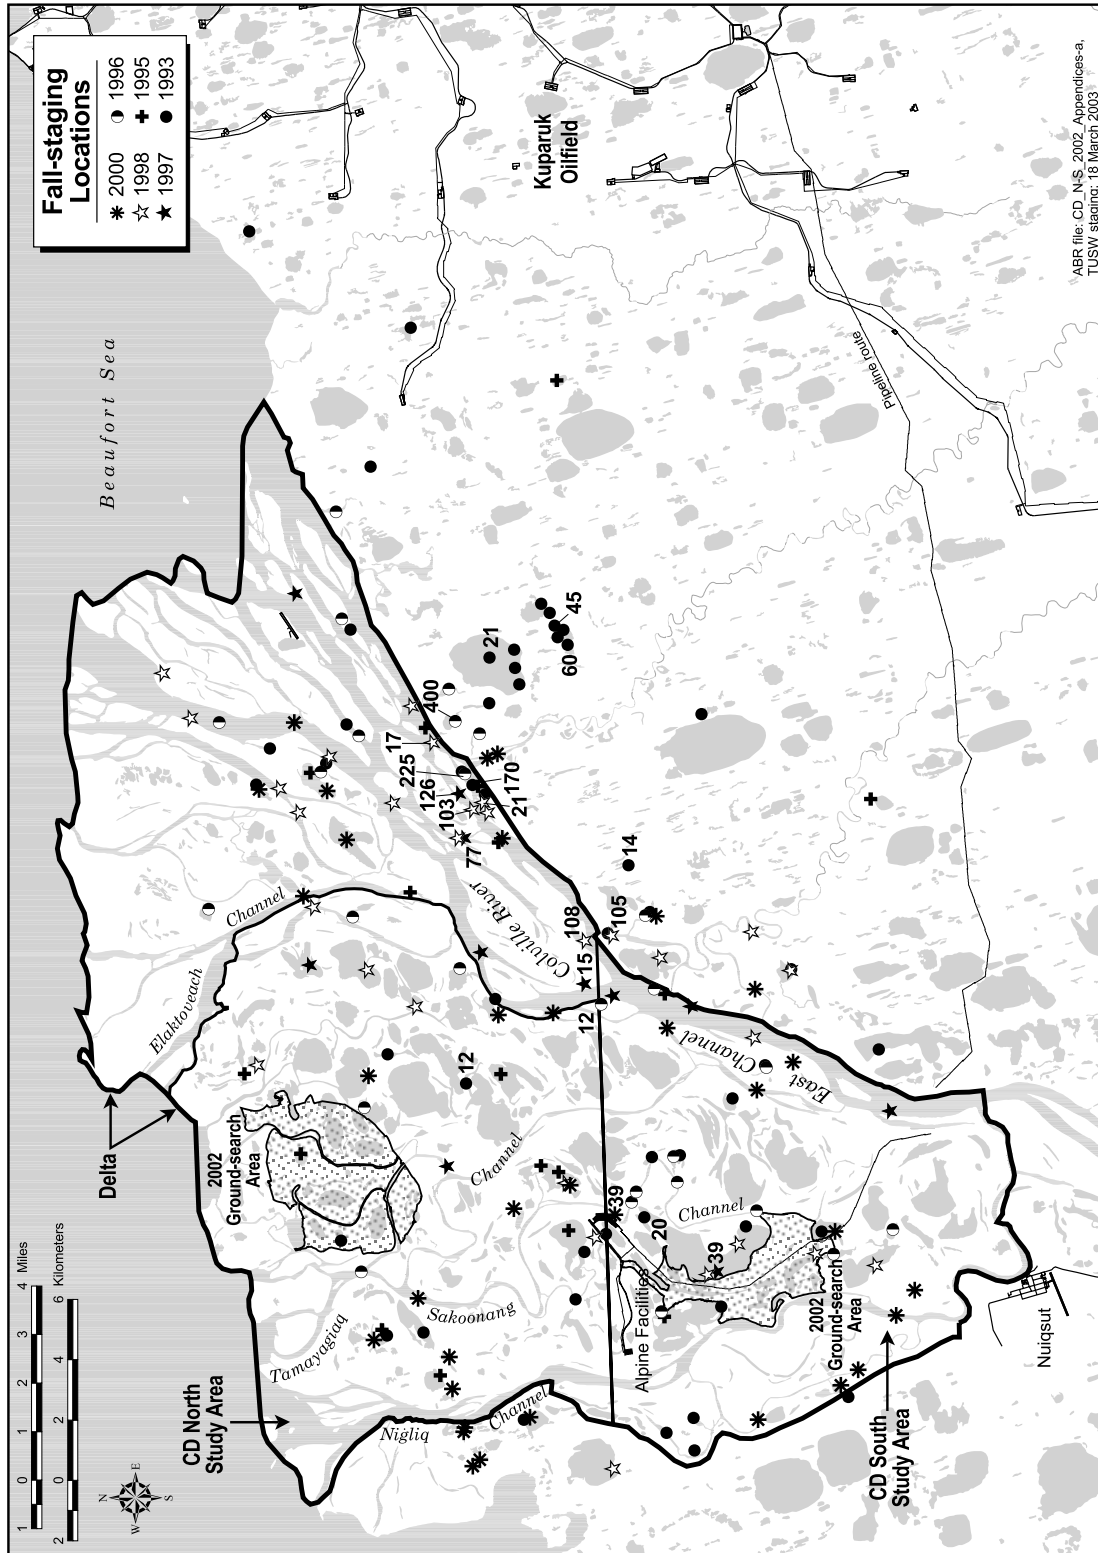 Fall-staging
Locations
2000
1996
1998
1995
1997
1993
Beaufort Sea
Kuparuk
Oilfield
Pipeline route
Elaktoveach
Channel
Colville River
East
Channel
Delta
2002
Ground-search
Area
Channel
Sakoonang
Tamayaġiaq
CD North
Study Area
Niġliq
Channel
Alpine Facilities
Channel
2002
Ground-search
Area
CD South
Study Area
Nuiqsut
45
60
21
400
17
225
126
103
170
21
77
14
105
108
15
12
12
39
20
39
1 0 1 2 3 4 Miles
2 0 2 4 6 Kilometers
N
E
S
W
ABR file: CD_N-S_2002_Appendices-a,
TUSW staging; 18 March 2003